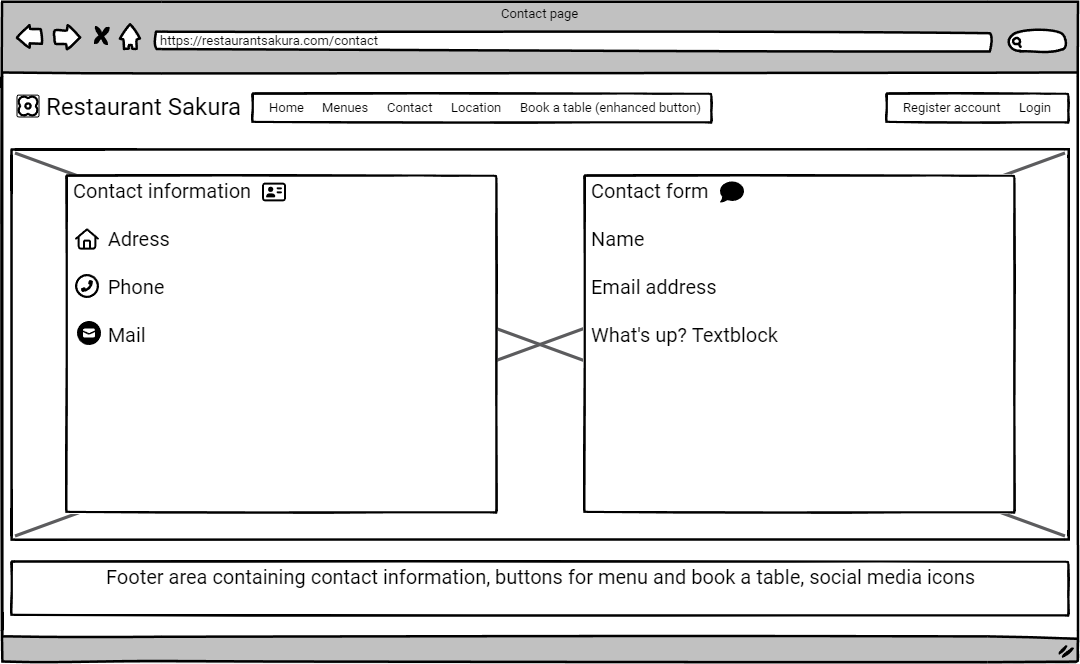 Contact page
https://restaurantsakura.com/contact
Restaurant Sakura
Home Menues Contact Location Book a table (enhanced button)
Register account Login
Contact information
Adress
Phone
Mail
Contact form
Name
Email address
What's up? Textblock
Footer area containing contact information, buttons for menu and book a table, social media icons